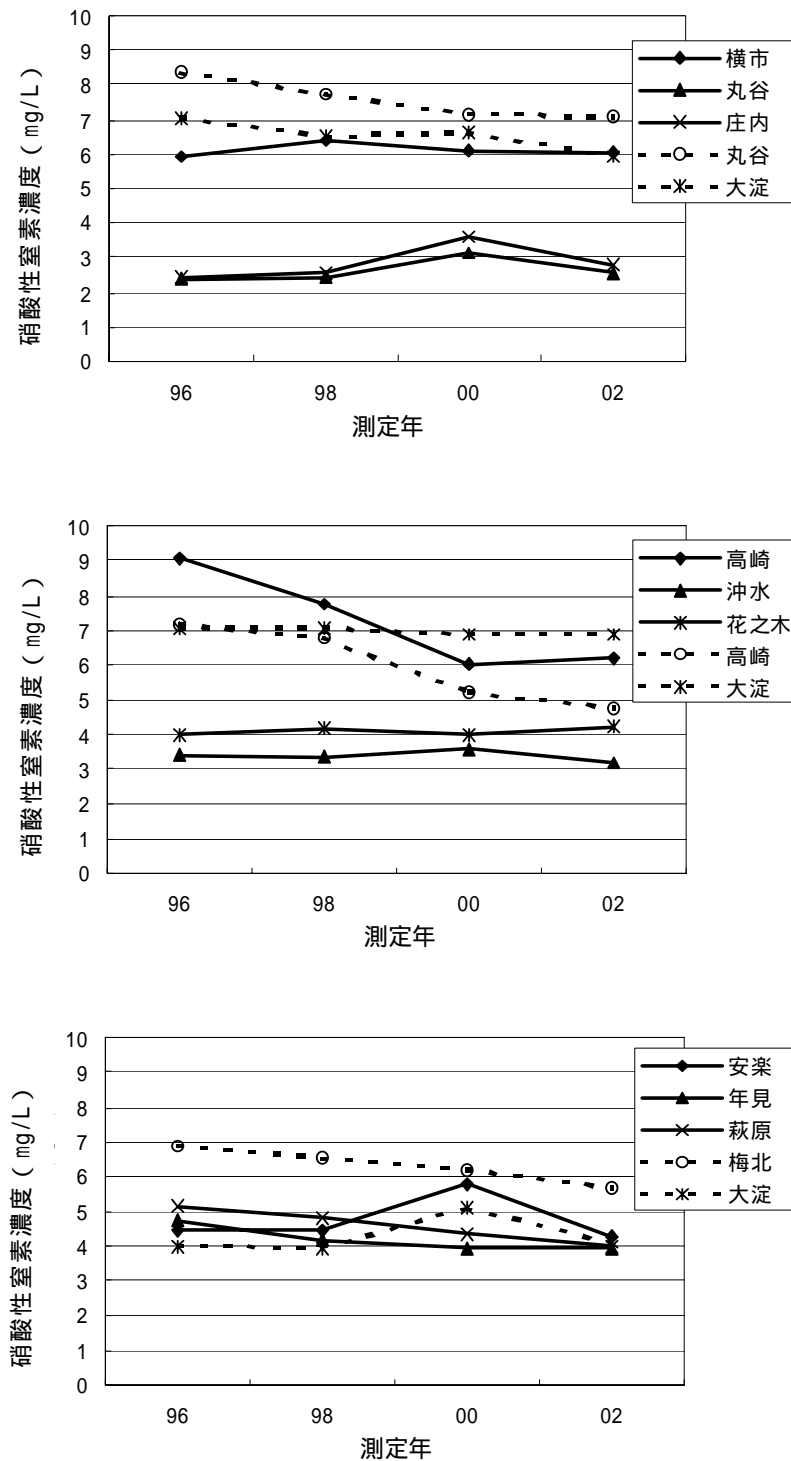 硝酸性窒素濃度（㎎/L）
10
9
8
7
6
5
4
3
2
1
0
96 98 00 02
測定年
横市
丸谷
庄内
丸谷
大淀
硝酸性窒素濃度（㎎/L）
10
9
8
7
6
5
4
3
2
1
0
96 98 00 02
測定年
高崎
沖水
花之木
高崎
大淀
硝酸性窒素濃度（㎎/L）
10
9
8
7
6
5
4
3
2
1
0
96 98 00 02
測定年
安楽
年見
萩原
梅北
大淀